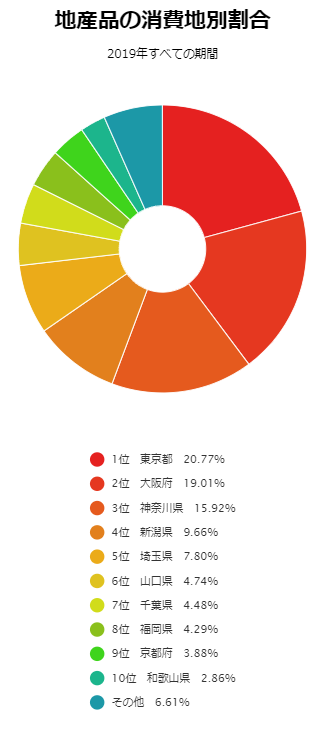 地産品の消費地別割合
2019年すべての期間
1位 東京都 20.77%
2位 大阪府 19.01%
3位 神奈川県 15.92%
4位 新潟県 9.66%
5位 埼玉県 7.80%
6位 山口県 4.74%
7位 千葉県 4.48%
8位 福岡県 4.29%
9位 京都府 3.88%
10位 和歌山県 2.86%
その他 6.61%